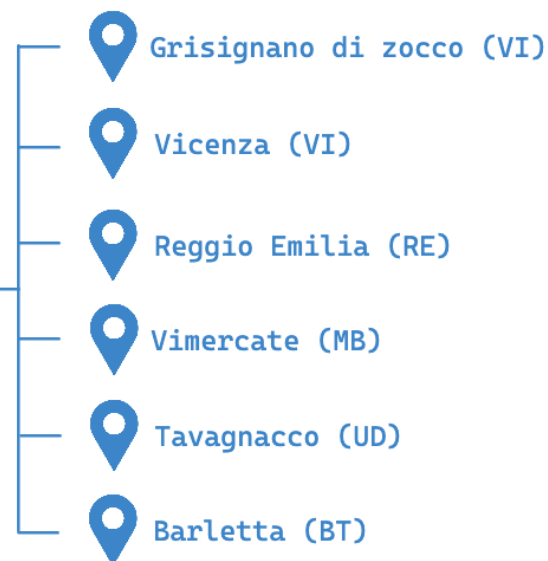 Grisignano di zocco (VI)
Vicenza (VI)
Reggio Emilia (RE)
Vimercate (MB)
Tavagnacco (UD)
Barletta (BT)